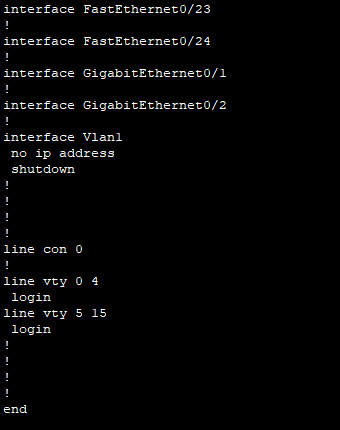 interface FastEthernet0/23
!
interface FastEthernet0/24
!
interface GigabitEthernet0/1
!
interface GigabitEthernet0/2
!
interface Vlan1
 no ip address
 shutdown
!
!
!
!
line con 0
!
line vty 0 4
 login
line vty 5 15
 login
!
!
!
!
end